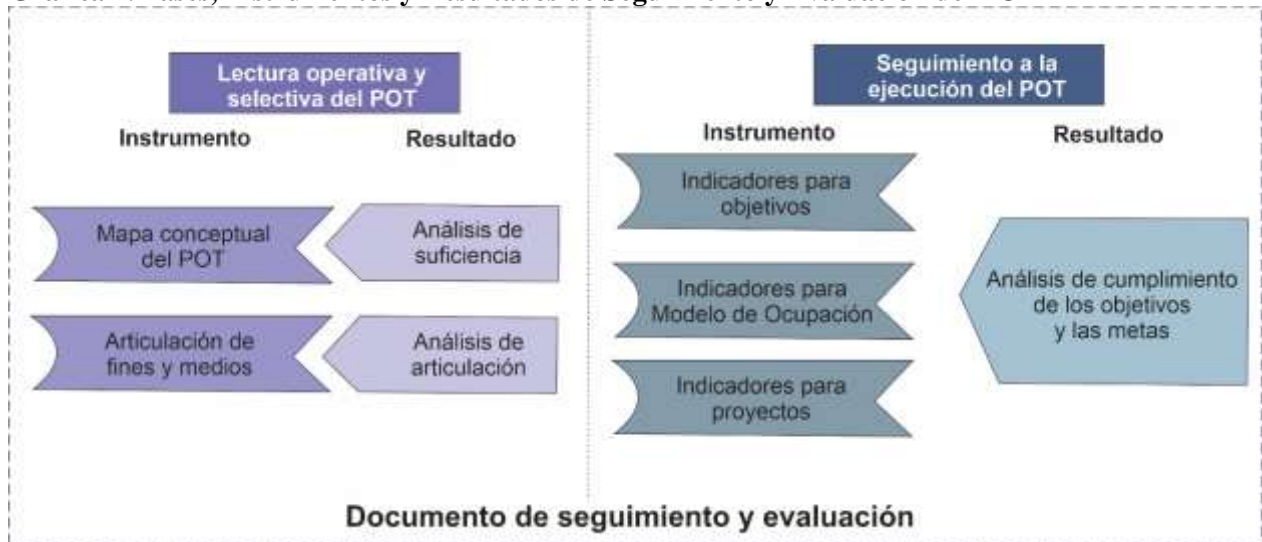 Lectura operativa y
selectiva del POT
Instrumento
Resultado
Mapa conceptual
del POT
Análisis de
suficiencia
Articulación de
fines y medios
Análisis de
articulación
Seguimiento a la
ejecución del POT
Instrumento
Resultado
Indicadores para
objetivos
Indicadores para
Modelo de Ocupación
Indicadores para
proyectos
Análisis de cumplimiento
de los objetivos
y las metas
Documento de seguimiento y evaluación